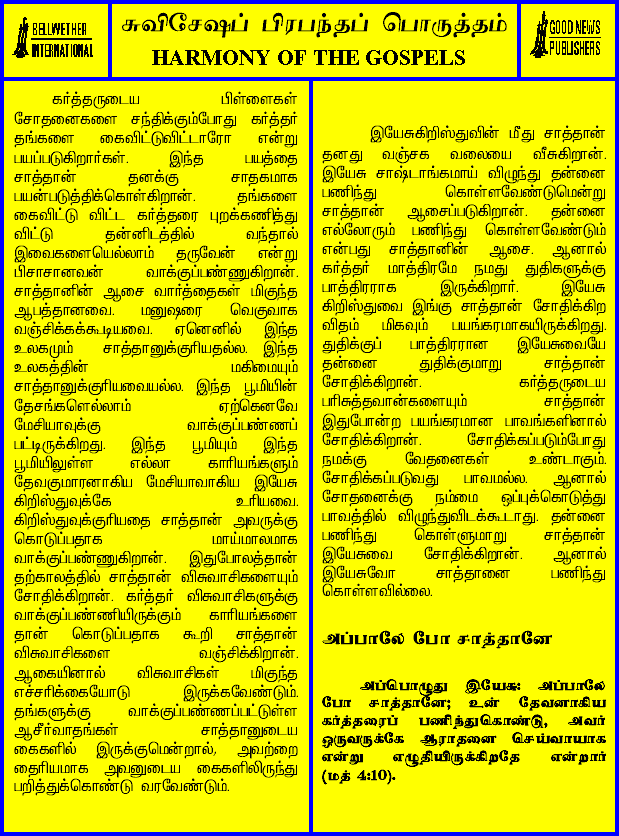 BELLWETHER
INTERNATIONAL
சுவிசேஷப் பிரபந்தப் பொருத்தம்
HARMONY OF THE GOSPELS
GOOD NEWS
PUBLISHERS
கர்த்தருடைய பிள்ளைகள்
சோதனைகளை சந்திக்கும்போது கர்த்தர்
தங்களை கைவிட்டுவிட்டாரோ என்று
பயப்படுகிறார்கள். இந்த பயத்தை
சாத்தான் தனக்கு சாதகமாக
பயன்படுத்திக்கொள்கிறான். தங்களை
கைவிட்டு விட்ட கர்த்தரை புறக்கணித்து
விட்டு தன்னிடத்தில் வந்தால்
இவைகளையெல்லாம் தருவேன் என்று
பிசாசானவன் வாக்குப்பண்ணுகிறான்.
சாத்தானின் ஆசை வார்த்தைகள் மிகுந்த
ஆபத்தானவை. மனுஷரை வெகுவாக
வஞ்சிக்கக்கூடியவை. ஏனெனில் இந்த
உலகமும் சாத்தானுக்குரியதல்ல. இந்த
உலகத்தின் மகிமையும்
சாத்தானுக்குரியவையல்ல. இந்த பூமியின்
தேசங்களெல்லாம் ஏற்கெனவே
மேசியாவுக்கு வாக்குப்பண்ணப்
பட்டிருக்கிறது. இந்த பூமியும் இந்த
பூமியிலுள்ள எல்லா காரியங்களும்
தேவகுமாரனாகிய மேசியாவாகிய இயேசு
கிறிஸ்துவுக்கே உரியவை.
கிறிஸ்துவுக்குரியதை சாத்தான் அவருக்கு
கொடுப்பதாக மாய்மாலமாக
வாக்குப்பண்ணுகிறான். இதுபோலத்தான்
தற்காலத்தில் சாத்தான் விசுவாசிகளையும்
சோதிக்கிறான். கர்த்தர் விசுவாசிகளுக்கு
வாக்குப்பண்ணியிருக்கும் காரியங்களை
தான் கொடுப்பதாக கூறி சாத்தான்
விசுவாசிகளை வஞ்சிக்கிறான்.
ஆகையினால் விசுவாசிகள் மிகுந்த
எச்சரிக்கையோடு இருக்கவேண்டும்.
தங்களுக்கு வாக்குப்பண்ணப்பட்டுள்ள
ஆசீர்வாதங்கள் சாத்தானுடைய
கைகளில் இருக்குமென்றால், அவற்றை
தைரியமாக அவனுடைய கைகளிலிருந்து
பறித்துக்கொண்டு வரவேண்டும்.
இயேசுகிறிஸ்துவின் மீது சாத்தான்
தனது வஞ்சக வலையை வீசுகிறான்.
இயேசு சாஷ்டாங்கமாய் விழுந்து தன்னை
பணிந்து கொள்ளவேண்டுமென்று
சாத்தான் ஆசைப்படுகிறான். தன்னை
எல்லோரும் பணிந்து கொள்ளவேண்டும்
என்பது சாத்தானின் ஆசை. ஆனால்
கர்த்தர் மாத்திரமே நமது துதிகளுக்கு
பாத்திரராக இருக்கிறார். இயேசு
கிறிஸ்துவை இங்கு சாத்தான் சோதிக்கிற
விதம் மிகவும் பயங்கரமாகயிருக்கிறது.
துதிக்குப் பாத்திரரான இயேசுவையே
தன்னை துதிக்குமாறு சாத்தான்
சோதிக்கிறான். கர்த்தருடைய
பரிசுத்தவான்களையும் சாத்தான்
இதுபோன்ற பயங்கரமான பாவங்களினால்
சோதிக்கிறான். சோதிக்கப்படும்போது
நமக்கு வேதனைகள் உண்டாகும்.
சோதிக்கப்படுவது பாவமல்ல. ஆனால்
சோதனைக்கு நம்மை ஒப்புக்கொடுத்து
பாவத்தில் விழுந்துவிடக்கூடாது. தன்னை
பணிந்து கொள்ளுமாறு சாத்தான்
இயேசுவை சோதிக்கிறான். ஆனால்
இயேசுவோ சாத்தானை பணிந்து
கொள்ளவில்லை.
அப்பாலே போ சாத்தானே
அப்பொழுது இயேசு: அப்பாலே
போ சாத்தானே; உன் தேவனாகிய
கர்த்தரைப் பணிந்துகொண்டு, அவர்
ஒருவருக்கே ஆராதனை செய்வாயாக
என்று எழுதியிருக்கிறதே என்றார்
(மத் 4:10).